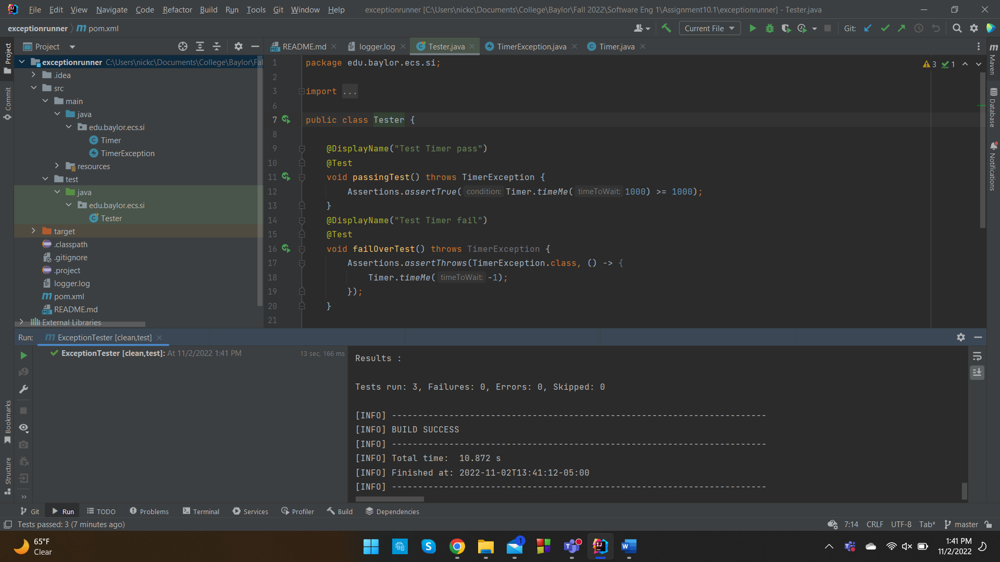 File Edit View Navigate Code Refactor Build Run Tools Git Window Help exceptionrunner [C:\Users\nickc\Documents\College\Baylor\Fall 2022\Software Eng 1\Assignment10.1\exceptionrunner] - Tester.java
exceptionrunner pom.xml Current File Git:
Project README.md logger.log Tester.java TimerException.java Timer.java
exceptionrunner C:\Users\nickc\Documents\College\Baylor\Fal
.idea
src
main
java
edu.baylor.ecs.si
Timer
TimerException
resources
test
java
edu.baylor.ecs.si
Tester
target
.classpath
.gitignore
.project
logger.log
pom.xml
README.md
External Libraries
Project
Commit
Bookmarks
Structure
1 package edu.baylor.ecs.si;
2
3 import ...
6
7 public class Tester {
8
9 @DisplayName("Test Timer pass")
10 @Test
11 void passingTest() throws TimerException {
12 Assertions.assertTrue( condition: Timer.timeMe( timeToWait: 1000) >= 1000);
13 }
14 @DisplayName("Test Timer fail")
15 @Test
16 void failOverTest() throws TimerException {
17 Assertions.assertThrows(TimerException.class, () -> {
18 Timer.timeMe( timeToWait: -1);
19 });
20 }
21
3 1
Maven
Database
Notifications
Run: ExceptionTester [clean,test]
ExceptionTester [clean,test]: At 11/2/2022 1:41 PM 13 sec, 166 ms
Results :
Tests run: 3, Failures: 0, Errors: 0, Skipped: 0
[INFO] ------------------------------------------------------------------------
[INFO] BUILD SUCCESS
[INFO] ------------------------------------------------------------------------
[INFO] Total time:  10.872 s
[INFO] Finished at: 2022-11-02T13:41:12-05:00
[INFO] ------------------------------------------------------------------------
Git Run TODO Problems Terminal Services Profiler Build Dependencies
Tests passed: 3 (7 minutes ago) 7:14 CRLF UTF-8 Tab* master
65°F
Clear
1
1:41 PM
11/2/2022